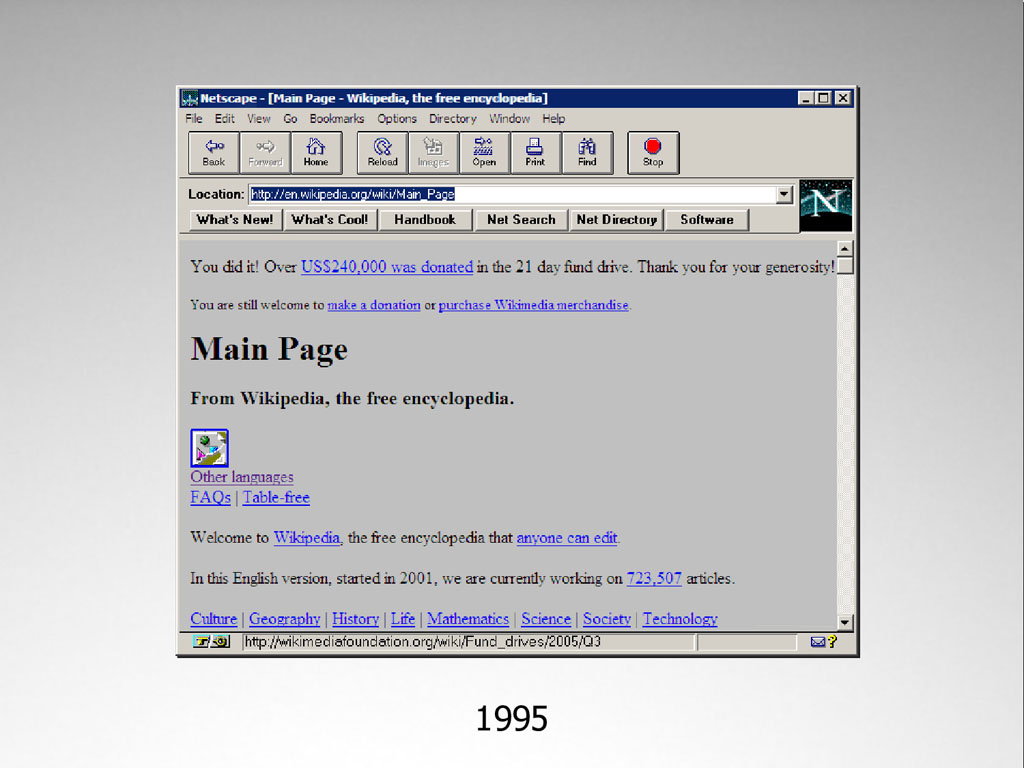 Netscape - [Main Page - Wikipedia, the free encyclopedia]
File Edit View Go Bookmarks Options Directory Window Help
Back Forward Home Reload Images Open Print Find Stop
Location: http://en.wikipedia.org/wiki/Main_Page
N
What's New! What's Cool! Handbook Net Search Net Directory Software
You did it! Over US$240,000 was donated in the 21 day fund drive. Thank you for your generosity!
You are still welcome to make a donation or purchase Wikimedia merchandise.
Main Page
From Wikipedia, the free encyclopedia.
Other languages
FAQs | Table-free
Welcome to Wikipedia, the free encyclopedia that anyone can edit.
In this English version, started in 2001, we are currently working on 723,507 articles.
Culture | Geography | History | Life | Mathematics | Science | Society | Technology
http://wikimediafoundation.org/wiki/Fund_drives/2005/Q3
?
1995